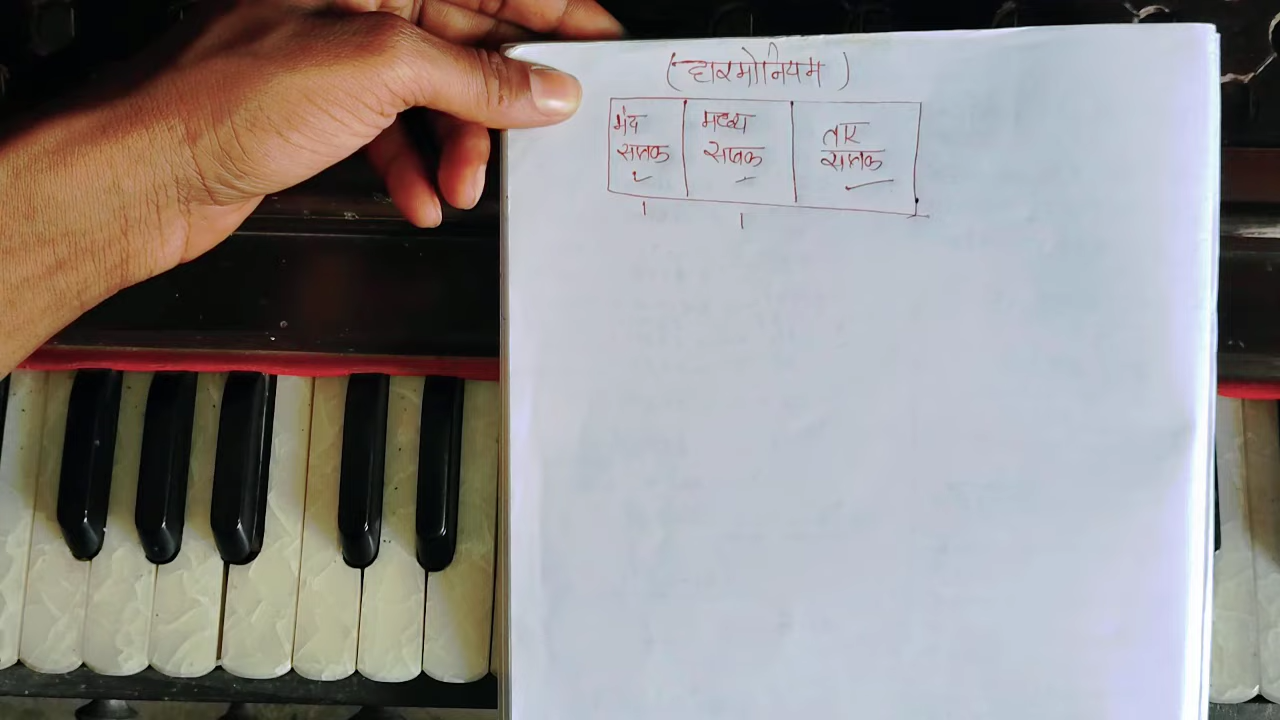 (हारमोनियम)
मंद्र मध्य तार
सप्तक सप्तक सप्तक